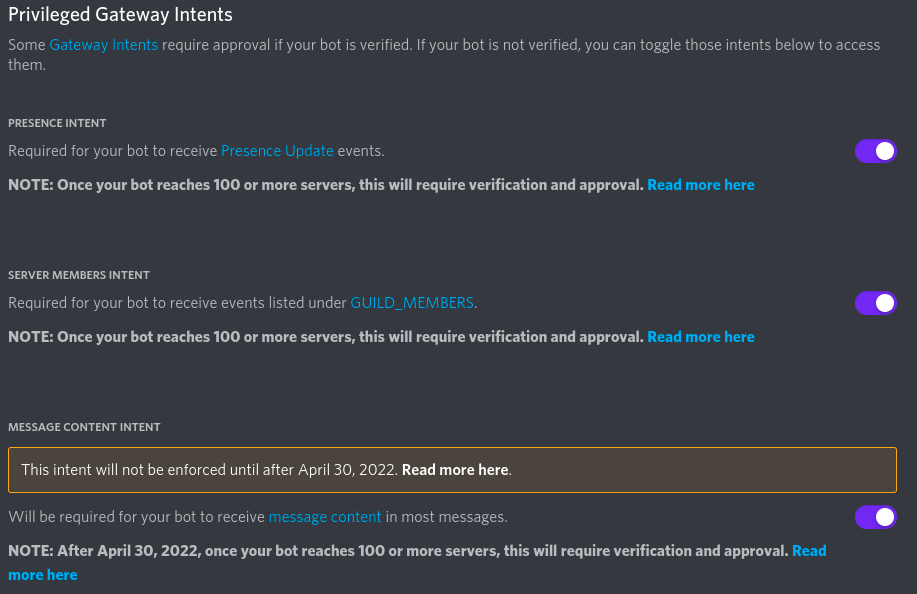 Privileged Gateway Intents
Some Gateway Intents require approval if your bot is verified. If your bot is not verified, you can toggle those intents below to access
them.
PRESENCE INTENT
Required for your bot to receive Presence Update events.
NOTE: Once your bot reaches 100 or more servers, this will require verification and approval. Read more here
SERVER MEMBERS INTENT
Required for your bot to receive events listed under GUILD_MEMBERS.
NOTE: Once your bot reaches 100 or more servers, this will require verification and approval. Read more here
MESSAGE CONTENT INTENT
This intent will not be enforced until after April 30, 2022. Read more here.
Will be required for your bot to receive message content in most messages.
NOTE: After April 30, 2022, once your bot reaches 100 or more servers, this will require verification and approval. Read
more here